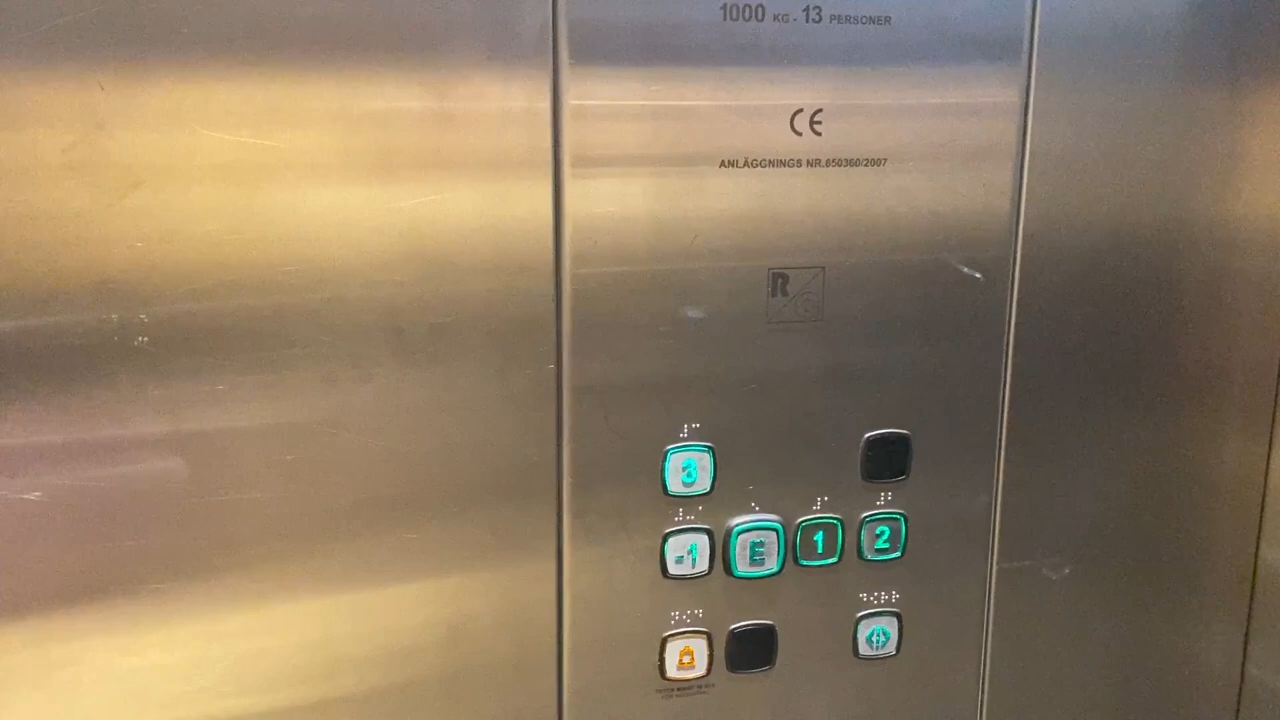 1000 KG - 13 PERSONER
CE
ANLÄGGNINGS NR.650360/2007
R
G
3
-1 E 1 2